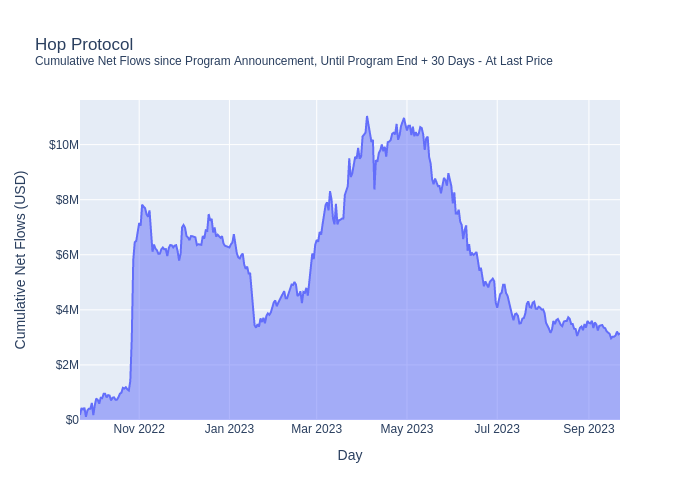 Hop Protocol
Cumulative Net Flows since Program Announcement, Until Program End + 30 Days - At Last Price
Cumulative Net Flows (USD)
$10M
$8M
$6M
$4M
$2M
$0
Nov 2022 Jan 2023 Mar 2023 May 2023 Jul 2023 Sep 2023
Day